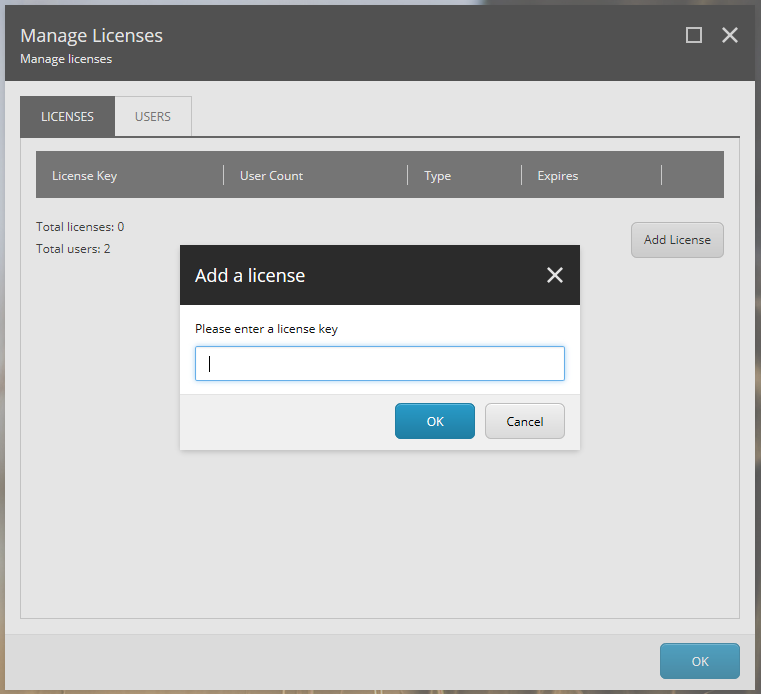 Manage Licenses
Manage licenses
LICENSES
USERS
License Key
User Count
Type
Expires
Total licenses: 0
Total users: 2
Add License
Add a license
Please enter a license key
OK
Cancel
OK